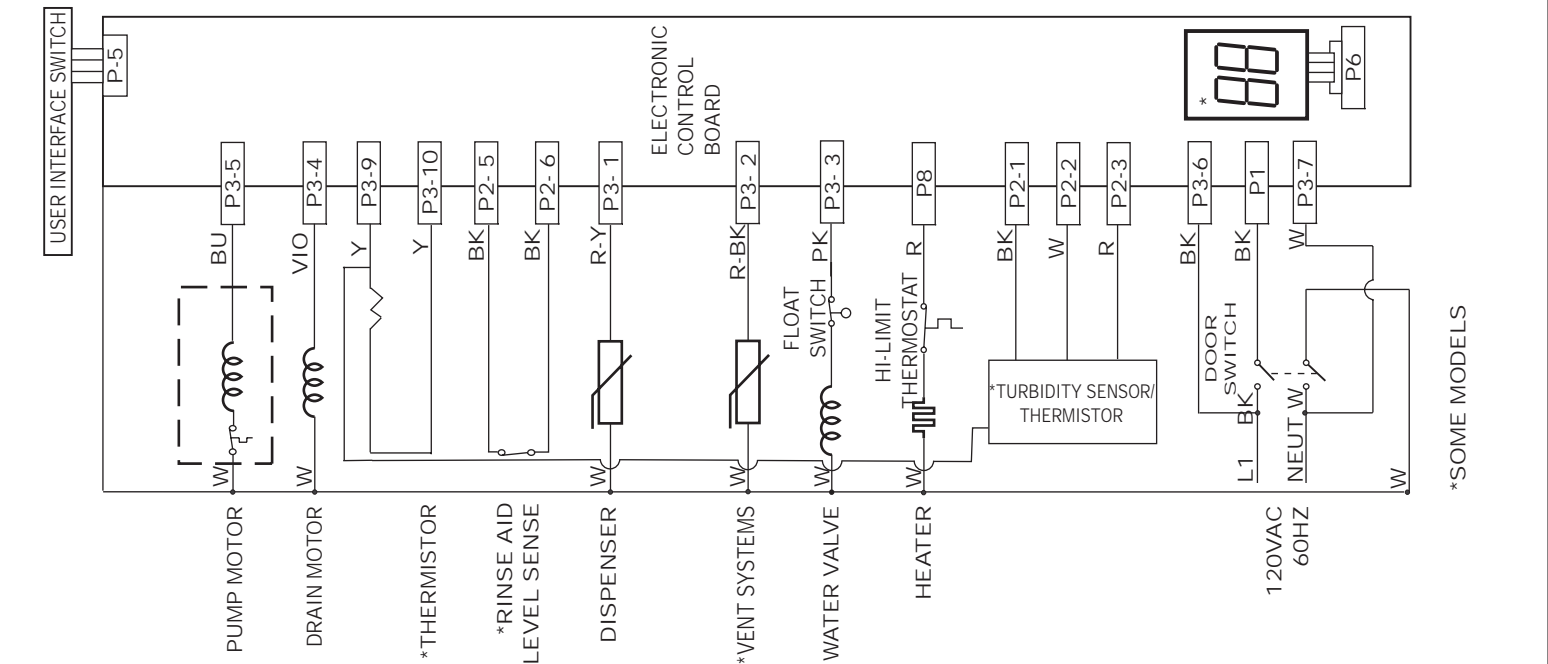 USER INTERFACE SWITCH
P-5
ELECTRONIC
CONTROL
BOARD
*
P6
P3-5
P3-4
P3-9
P3-10
P2- 5
P2- 6
P3- 1
P3- 2
P3- 3
P8
P2-1
P2-2
P2-3
P3-6
P1
P3-7
BU
VIO
Y
Y
BK
BK
R-Y
R-BK
PK
R
BK
W
R
BK
BK
W
FLOAT
SWITCH
HI-LIMIT
THERMOSTAT
DOOR
SWITCH
*TURBIDITY SENSOR/
THERMISTOR
W
W
W
W
W
W
L1 BK
NEUT W
W
PUMP MOTOR
DRAIN MOTOR
*THERMISTOR
*RINSE AID
LEVEL SENSE
DISPENSER
*VENT SYSTEMS
WATER VALVE
HEATER
120VAC
60HZ
*SOME MODELS